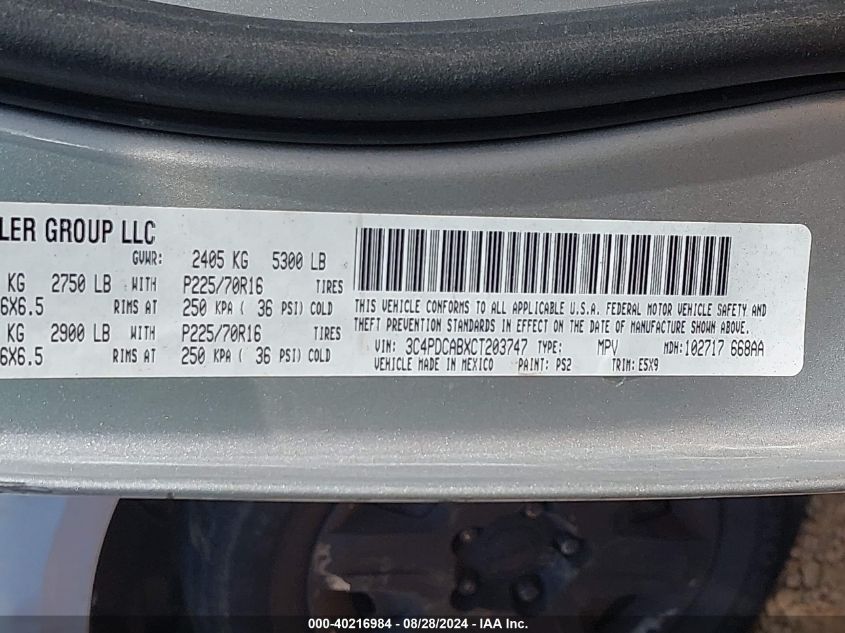 LER GROUP LLC
GVWR: 2405 KG 5300 LB
KG 2750 LB WITH P225/70R16 TIRES
6X6.5 RIMS AT 250 KPA ( 36 PSI) COLD
KG 2900 LB WITH P225/70R16 TIRES
6X6.5 RIMS AT 250 KPA ( 36 PSI) COLD
THIS VEHICLE CONFORMS TO ALL APPLICABLE U.S.A. FEDERAL MOTOR VEHICLE SAFETY AND
THEFT PREVENTION STANDARDS IN EFFECT ON THE DATE OF MANUFACTURE SHOWN ABOVE.
VIN: 3C4PDCABXCT203747 TYPE: MPV MDH:102717 668AA
VEHICLE MADE IN MEXICO PAINT: PS2 TRIM: E5X9
000-40216984 - 08/28/2024 - IAA Inc.